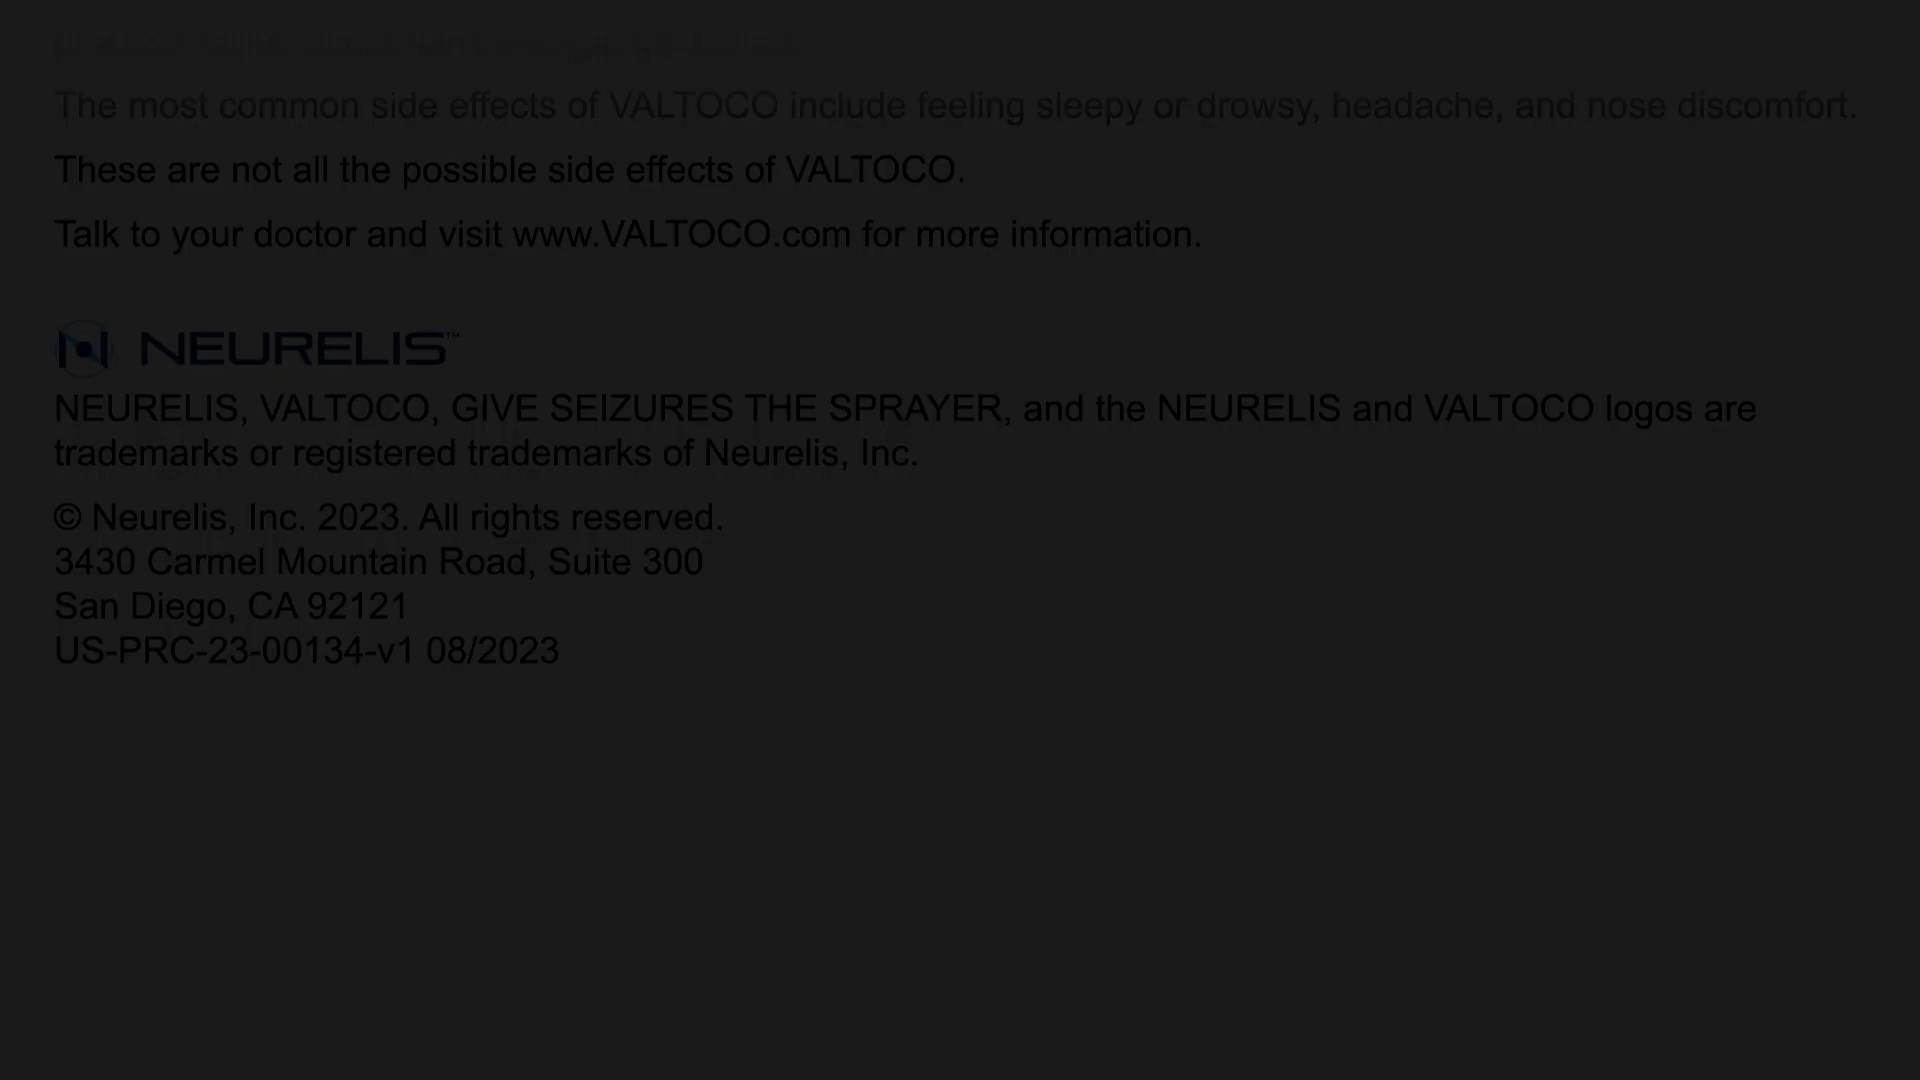 The most common side effects of VALTOCO include feeling sleepy or drowsy, headache, and nose discomfort.
These are not all the possible side effects of VALTOCO.
Talk to your doctor and visit www.VALTOCO.com for more information.
NEURELIS™
NEURELIS, VALTOCO, GIVE SEIZURES THE SPRAYER, and the NEURELIS and VALTOCO logos are
trademarks or registered trademarks of Neurelis, Inc.
© Neurelis, Inc. 2023. All rights reserved.
3430 Carmel Mountain Road, Suite 300
San Diego, CA 92121
US-PRC-23-00134-v1 08/2023